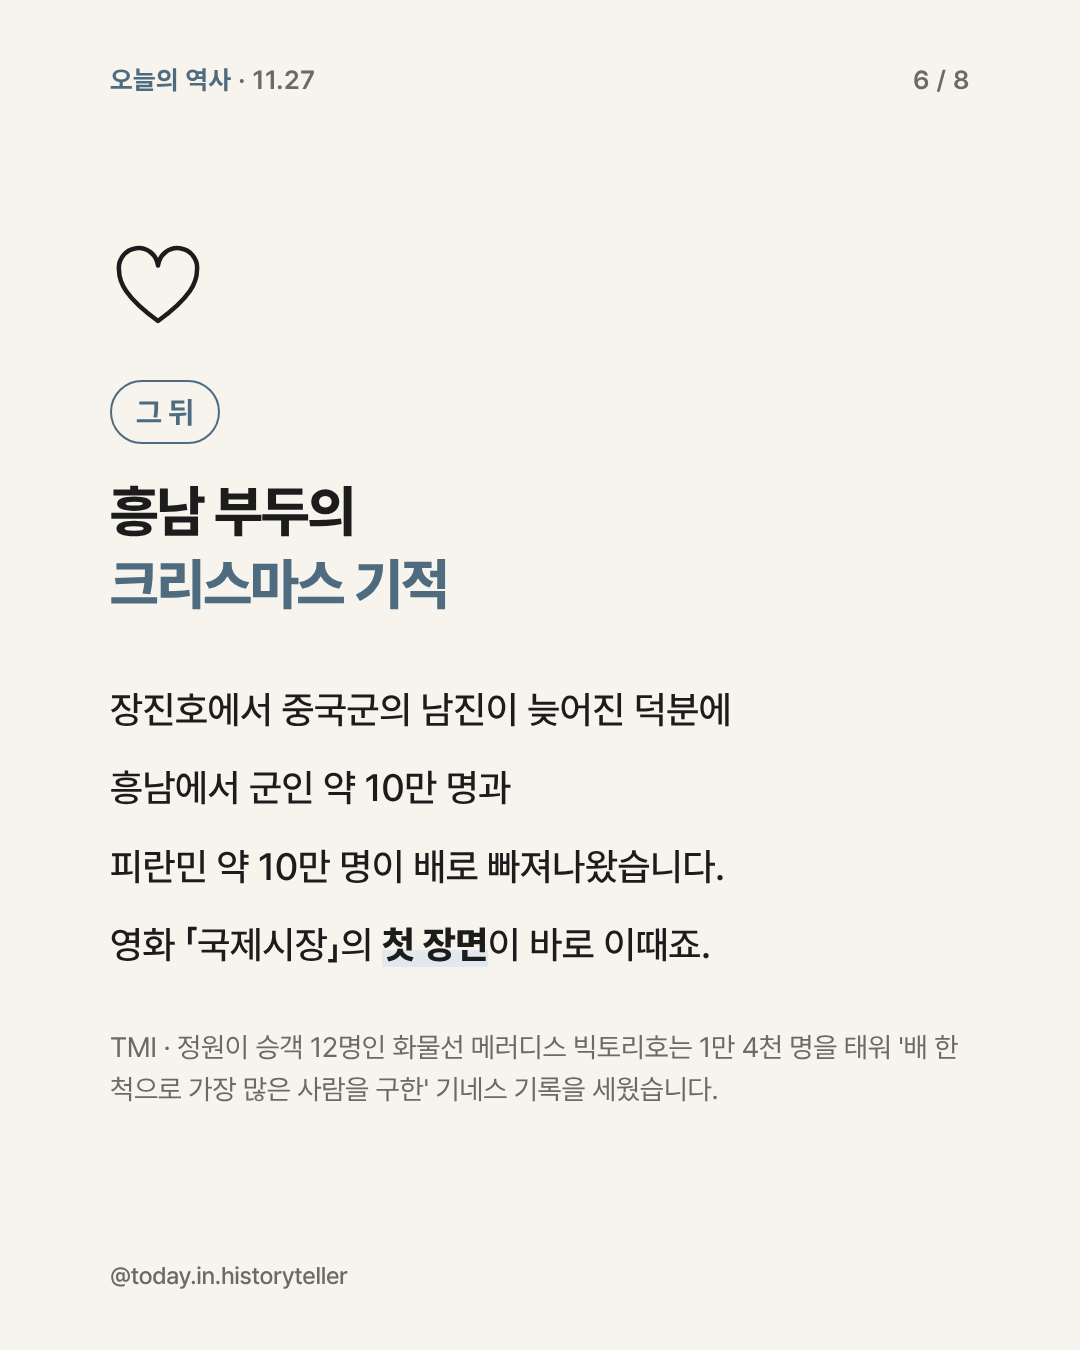 오늘의 역사 · 11.27
6 / 8
그 뒤
흥남 부두의
크리스마스 기적
장진호에서 중국군의 남진이 늦어진 덕분에
흥남에서 군인 약 10만 명과
피란민 약 10만 명이 배로 빠져나왔습니다.
영화 「국제시장」의 첫 장면이 바로 이때죠.
TMI · 정원이 승객 12명인 화물선 메러디스 빅토리호는 1만 4천 명을 태워 '배 한
척으로 가장 많은 사람을 구한' 기네스 기록을 세웠습니다.
@today.in.historyteller